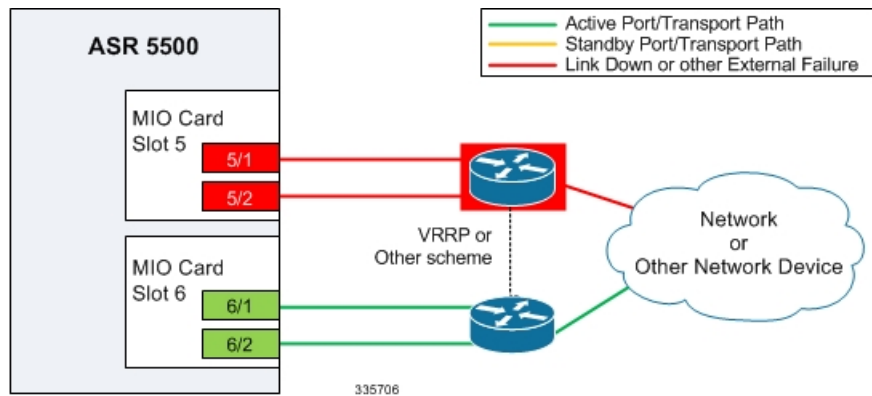 ASR 5500
Active Port/Transport Path
Standby Port/Transport Path
Link Down or other External Failure
MIO Card
Slot 5
5/1
5/2
VRRP or
Other scheme
Network
or
Other Network Device
MIO Card
Slot 6
6/1
6/2
335706